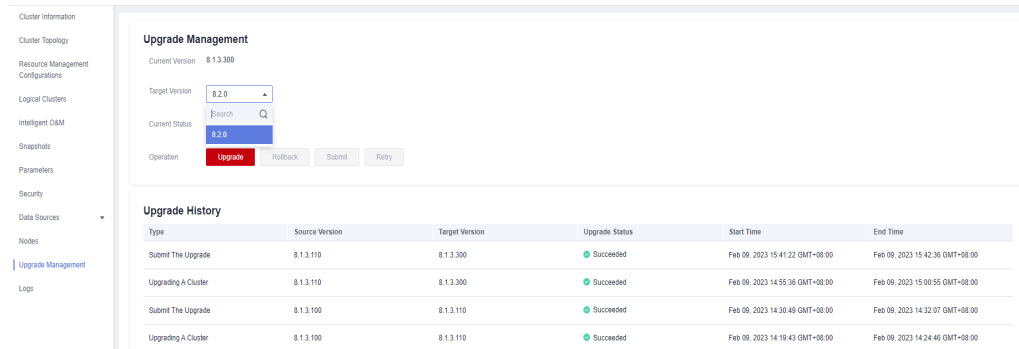 Cluster Information
Cluster Topology
Resource Management
Configurations
Logical Clusters
Intelligent O&M
Snapshots
Parameters
Security
Data Sources
Nodes
Upgrade Management
Logs
Upgrade Management
Current Version 8.1.3.300
Target Version 8.2.0
Search
Current Status
8.2.0
Operation Upgrade Rollback Submit Retry
Upgrade History
Type Source Version Target Version Upgrade Status Start Time End Time
Submit The Upgrade 8.1.3.110 8.1.3.300 Succeeded Feb 09, 2023 15:41:22 GMT+08:00 Feb 09, 2023 15:42:36 GMT+08:00
Upgrading A Cluster 8.1.3.110 8.1.3.300 Succeeded Feb 09, 2023 14:55:36 GMT+08:00 Feb 09, 2023 15:00:55 GMT+08:00
Submit The Upgrade 8.1.3.100 8.1.3.110 Succeeded Feb 09, 2023 14:30:49 GMT+08:00 Feb 09, 2023 14:32:07 GMT+08:00
Upgrading A Cluster 8.1.3.100 8.1.3.110 Succeeded Feb 09, 2023 14:19:43 GMT+08:00 Feb 09, 2023 14:24:46 GMT+08:00